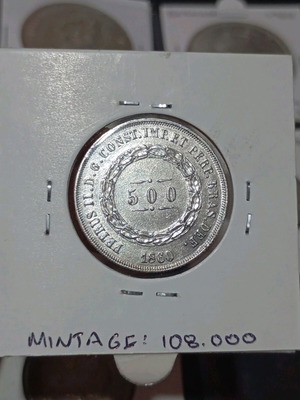 PETRUS II.D.G.CONST.IMP.ET PERP.BRAS.DEF.
500
1860
MINTAGE: 108.000